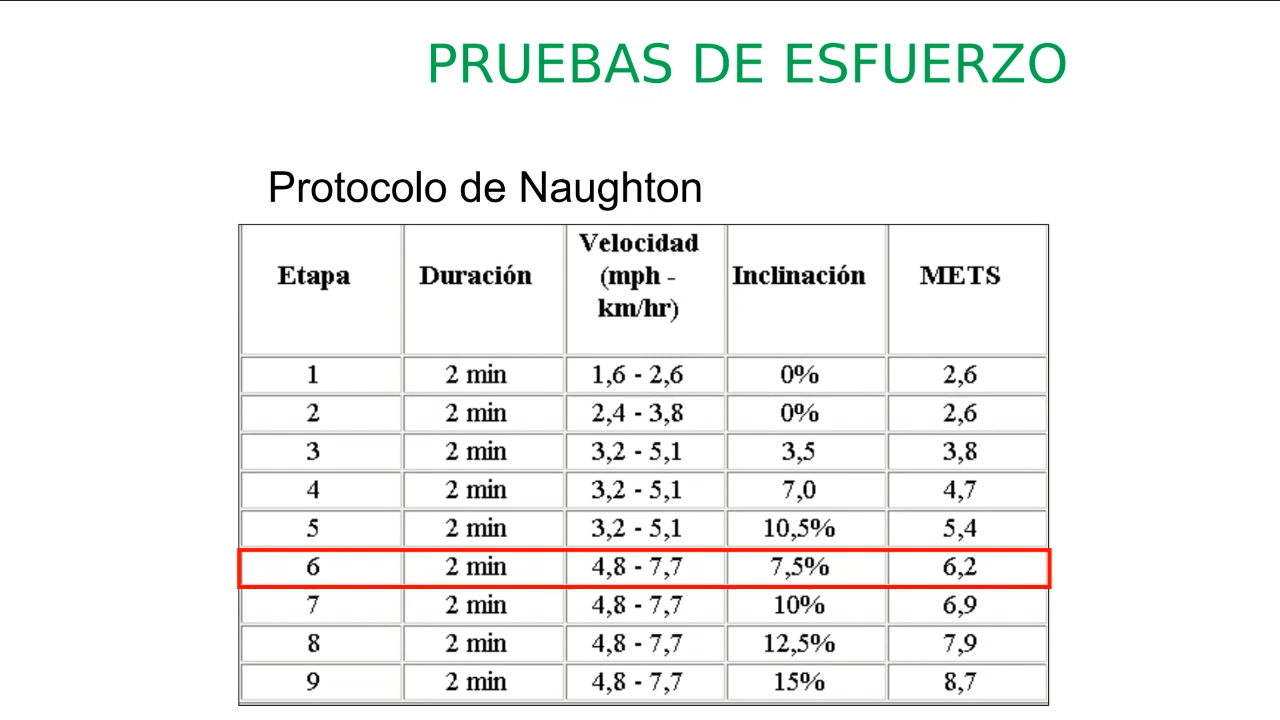 PRUEBAS DE ESFUERZO
Protocolo de Naughton
Etapa Duración Velocidad (mph - km/hr) Inclinación METS
1 2 min 1,6 - 2,6 0% 2,6
2 2 min 2,4 - 3,8 0% 2,6
3 2 min 3,2 - 5,1 3,5 3,8
4 2 min 3,2 - 5,1 7,0 4,7
5 2 min 3,2 - 5,1 10,5% 5,4
6 2 min 4,8 - 7,7 7,5% 6,2
7 2 min 4,8 - 7,7 10% 6,9
8 2 min 4,8 - 7,7 12,5% 7,9
9 2 min 4,8 - 7,7 15% 8,7